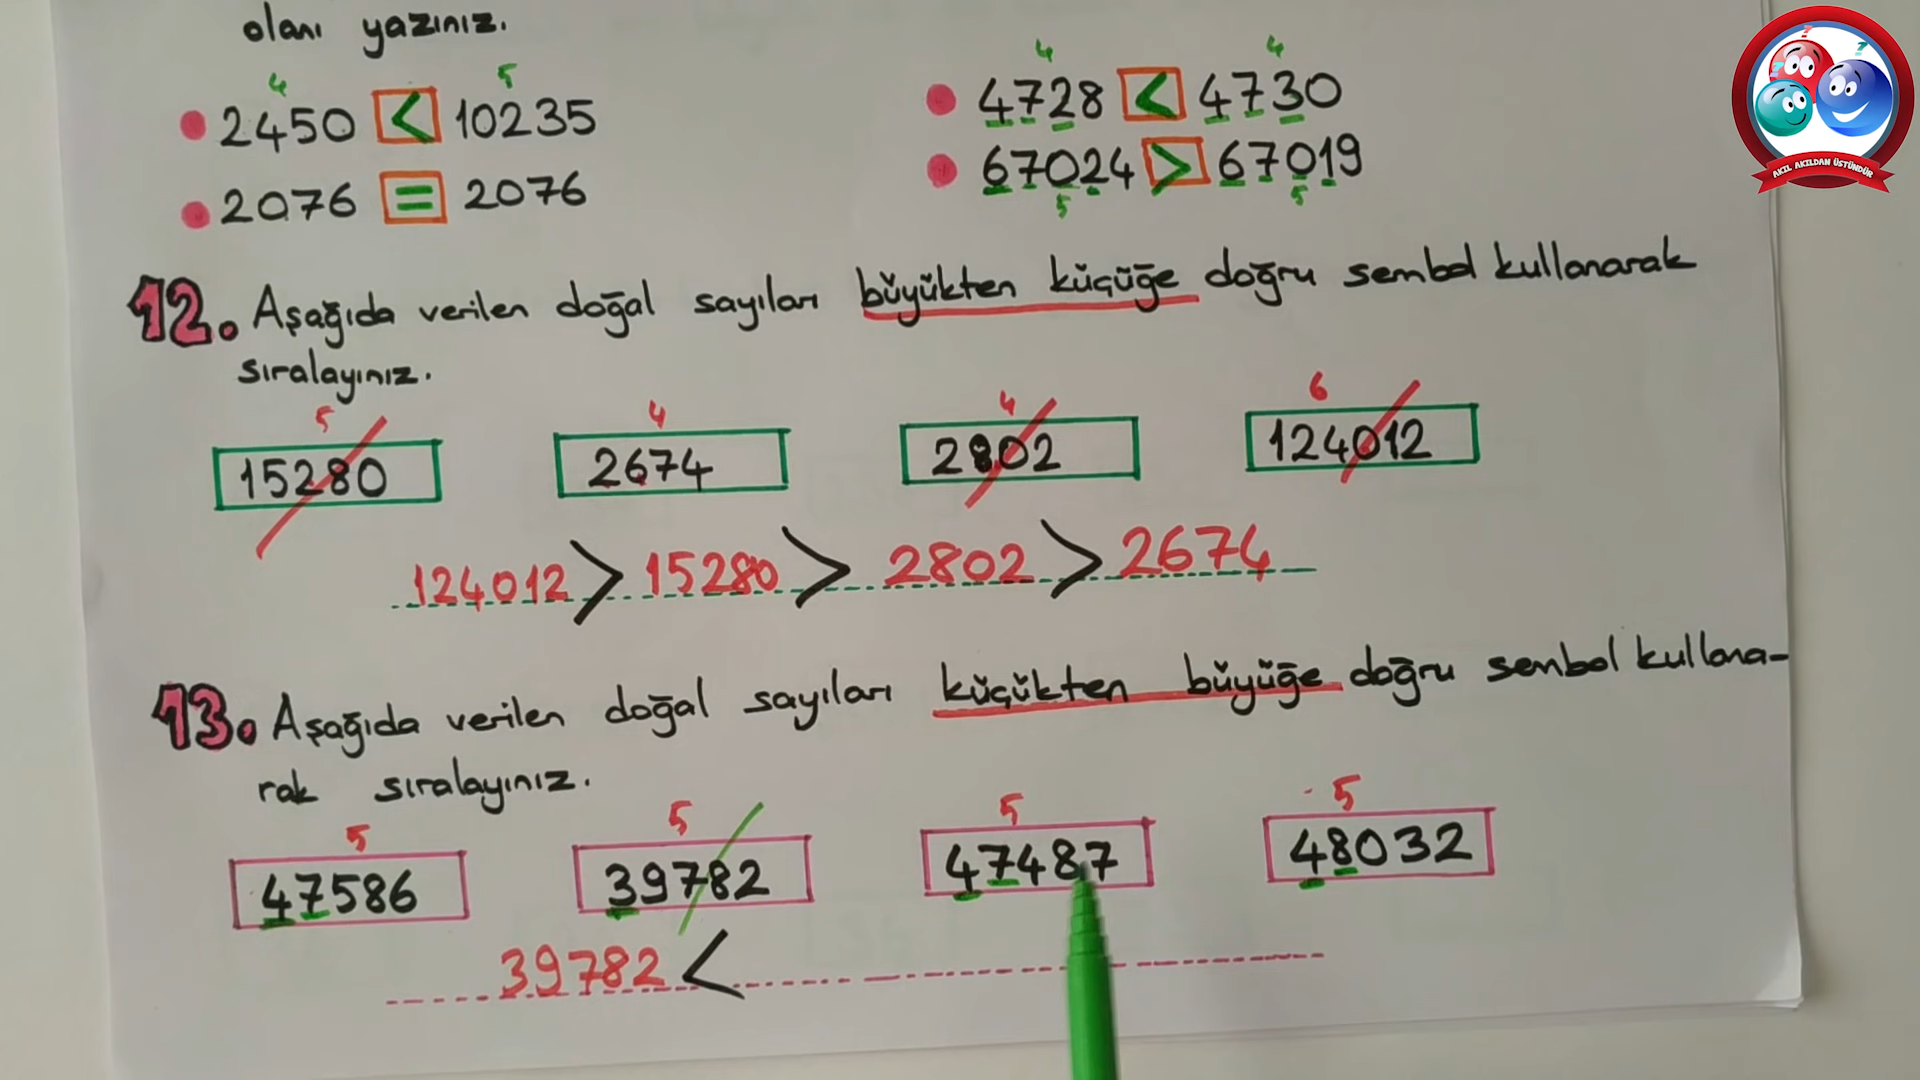 olanı yazınız.
4 5
2450 < 10235
2076 = 2076
4 4
4728 < 4730
67024 > 67019
5 5
12. Aşağıda verilen doğal sayıları büyükten küçüğe doğru sembol kullanarak
sıralayınız.
5 4 4 6
15280 2674 2802 124012
124012 > 15280 > 2802 > 2674
13. Aşağıda verilen doğal sayıları küçükten büyüğe doğru sembol kullana-
rak sıralayınız.
5 5 5 5
47586 39782 47487 48032
39782 <
AKIL AKILDAN ÜSTÜNDÜR